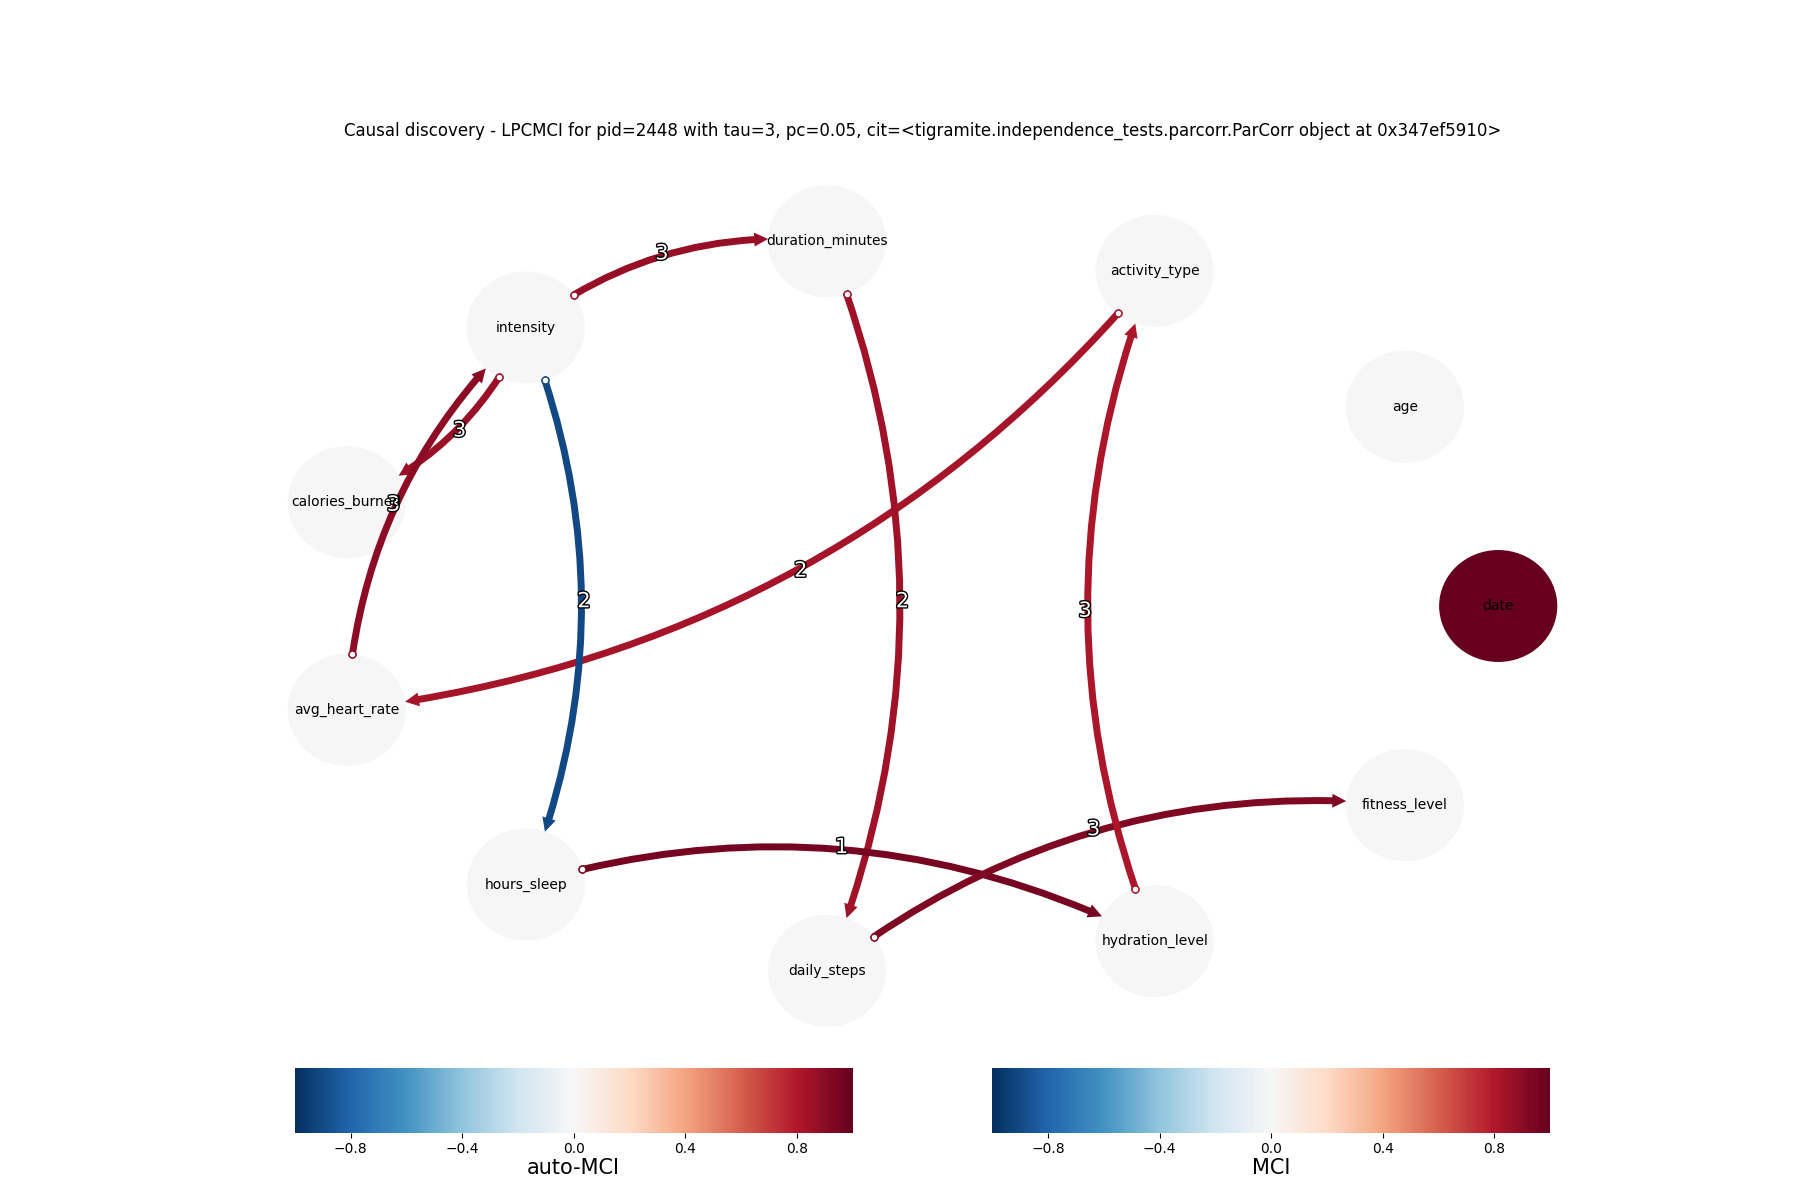 Causal discovery - LPCMCI for pid=2448 with tau=3, pc=0.05, cit=<tigramite.independence_tests.parcorr.ParCorr object at 0x347ef5910>
duration_minutes
3
activity_type
intensity
age
3
calories_burned
3
2
2
2
3
date
avg_heart_rate
fitness_level
3
1
hours_sleep
hydration_level
daily_steps
−0.8 −0.4 0.0 0.4 0.8
auto-MCI
−0.8 −0.4 0.0 0.4 0.8
MCI